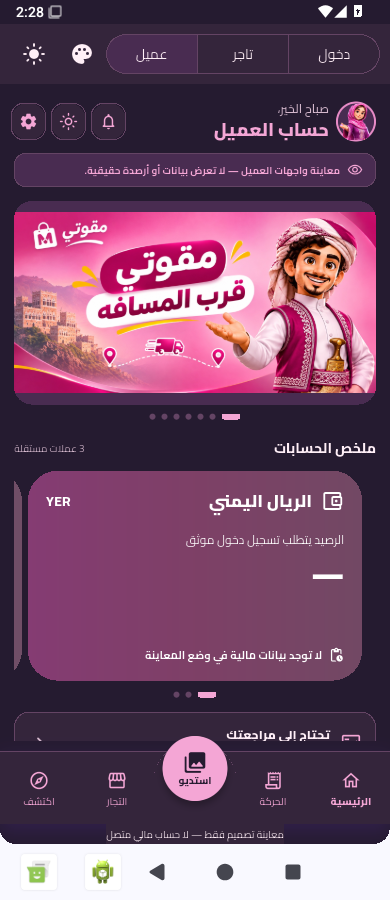 2:28
دخول
تاجر
عميل
صباح الخير،
حساب العميل
معاينة واجهات العميل — لا تعرض بيانات أو أرصدة حقيقية.
مقوتي
مقوتي
قرب المسافه
ملخص الحسابات
3 عملات مستقلة
الريال اليمني
YER
الرصيد يتطلب تسجيل دخول موثق
—
لا توجد بيانات مالية في وضع المعاينة
تحتاج إلى مراجعتك
الرئيسية
الحركة
استديو
التجار
اكتشف
معاينة تصميم فقط — لا حساب مالي متصل